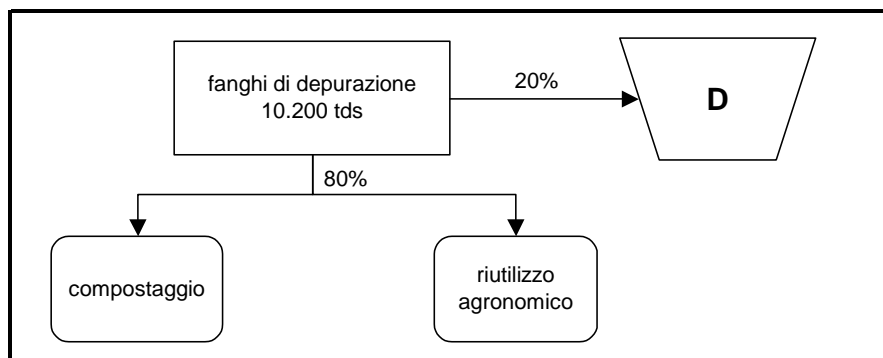 fanghi di depurazione
10.200 tds
20%
D
80%
compostaggio
riutilizzo
agronomico